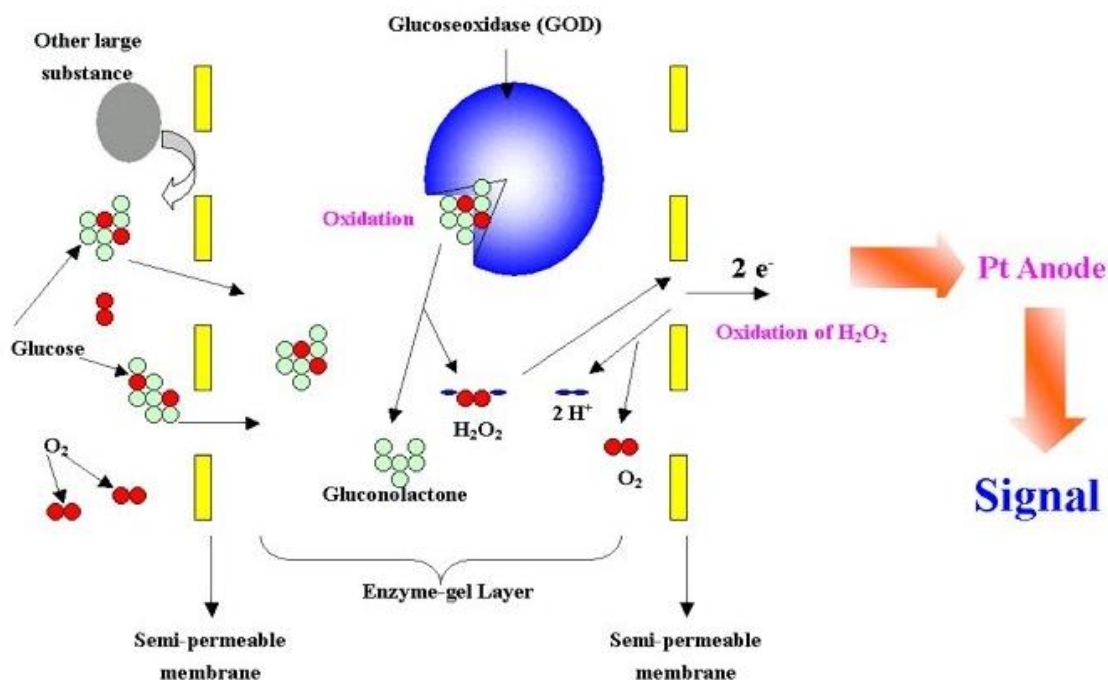 Glucoseoxidase (GOD)
Other large
substance
Oxidation
2 e⁻
Pt Anode
Oxidation of H₂O₂
Glucose
2 H⁺
H₂O₂
O₂
O₂
Gluconolactone
Signal
Enzyme-gel Layer
Semi-permeable
membrane
Semi-permeable
membrane